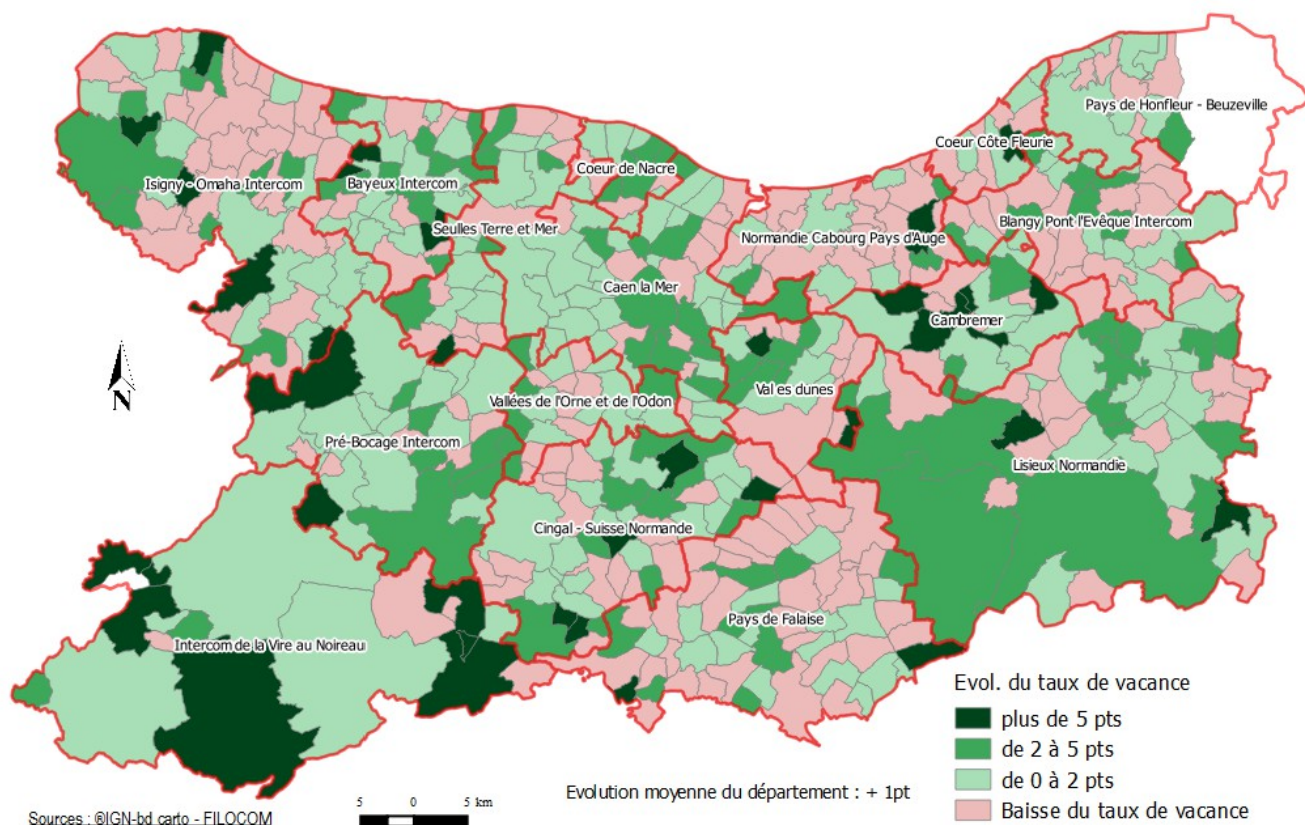 Pays de Honfleur - Beuzeville
Coeur Côte Fleurie
Coeur de Nacre
Isigny - Omaha Intercom
Bayeux Intercom
Blangy Pont-l'Evêque Intercom
Seulles Terre et Mer
Normandie Cabourg Pays d'Auge
Caen la Mer
Cambremer
N
Val es dunes
Vallées de l'Orne et de l'Odon
Pré-Bocage Intercom
Lisieux Normandie
Cingal - Suisse Normande
Pays de Falaise
Intercom de la Vire au Noireau
Evol. du taux de vacance
plus de 5 pts
de 2 à 5 pts
de 0 à 2 pts
Baisse du taux de vacance
Evolution moyenne du département : + 1pt
5 0 5 km
Sources : ®IGN-bd carto - FILOCOM